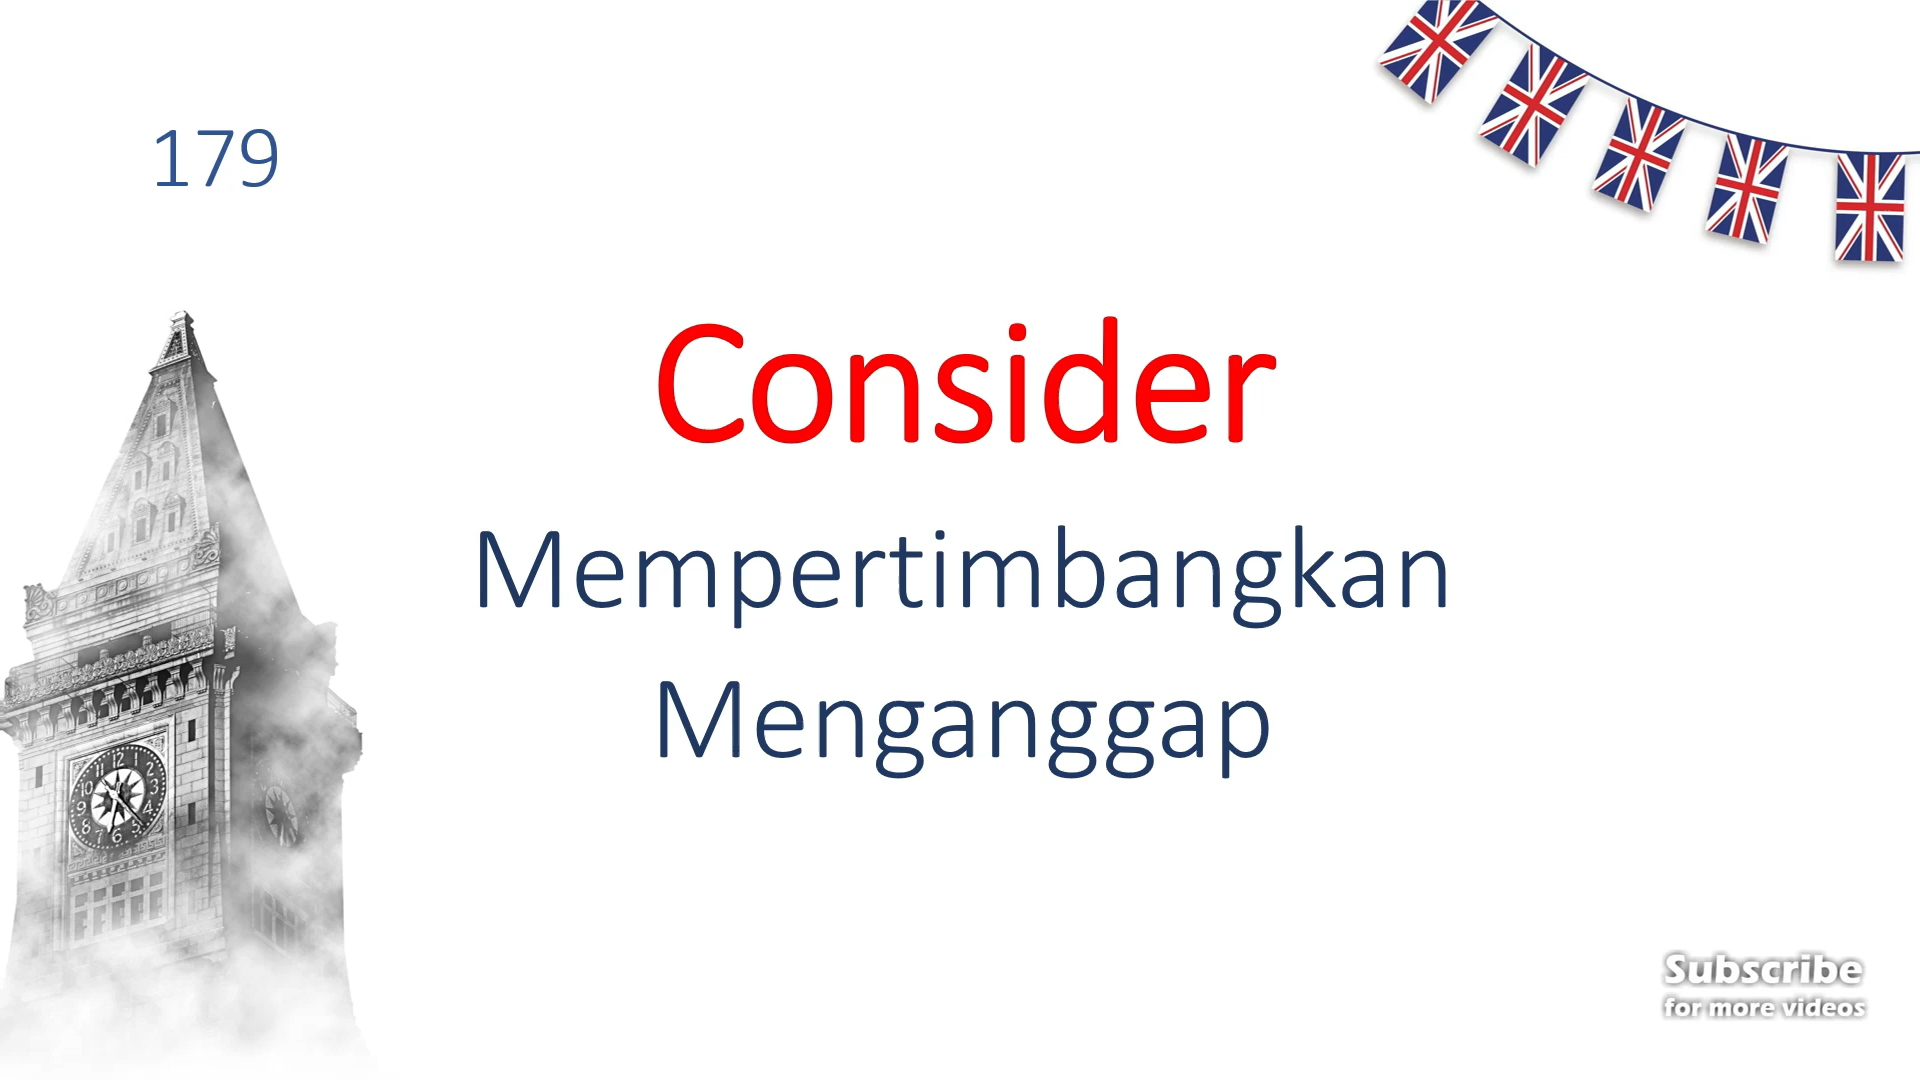 179
Consider
Mempertimbangkan
Menganggap
Subscribe
for more videos